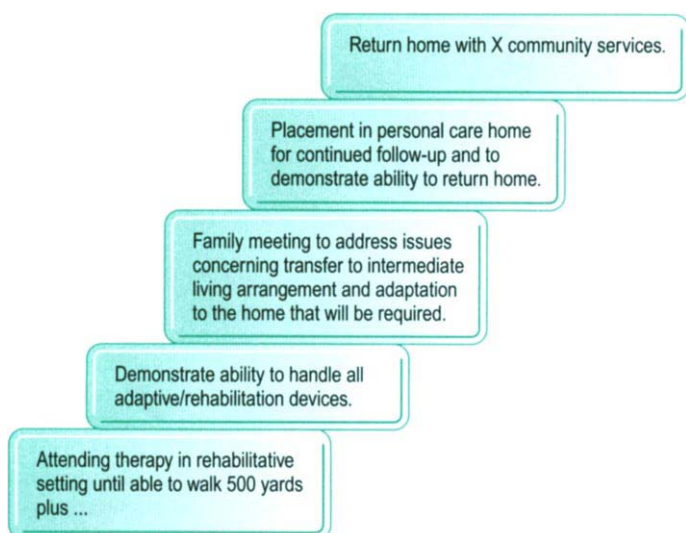 Return home with X community services.
Placement in personal care home
for continued follow-up and to
demonstrate ability to return home.
Family meeting to address issues
concerning transfer to intermediate
living arrangement and adaptation
to the home that will be required.
Demonstrate ability to handle all
adaptive/rehabilitation devices.
Attending therapy in rehabilitative
setting until able to walk 500 yards
plus ...